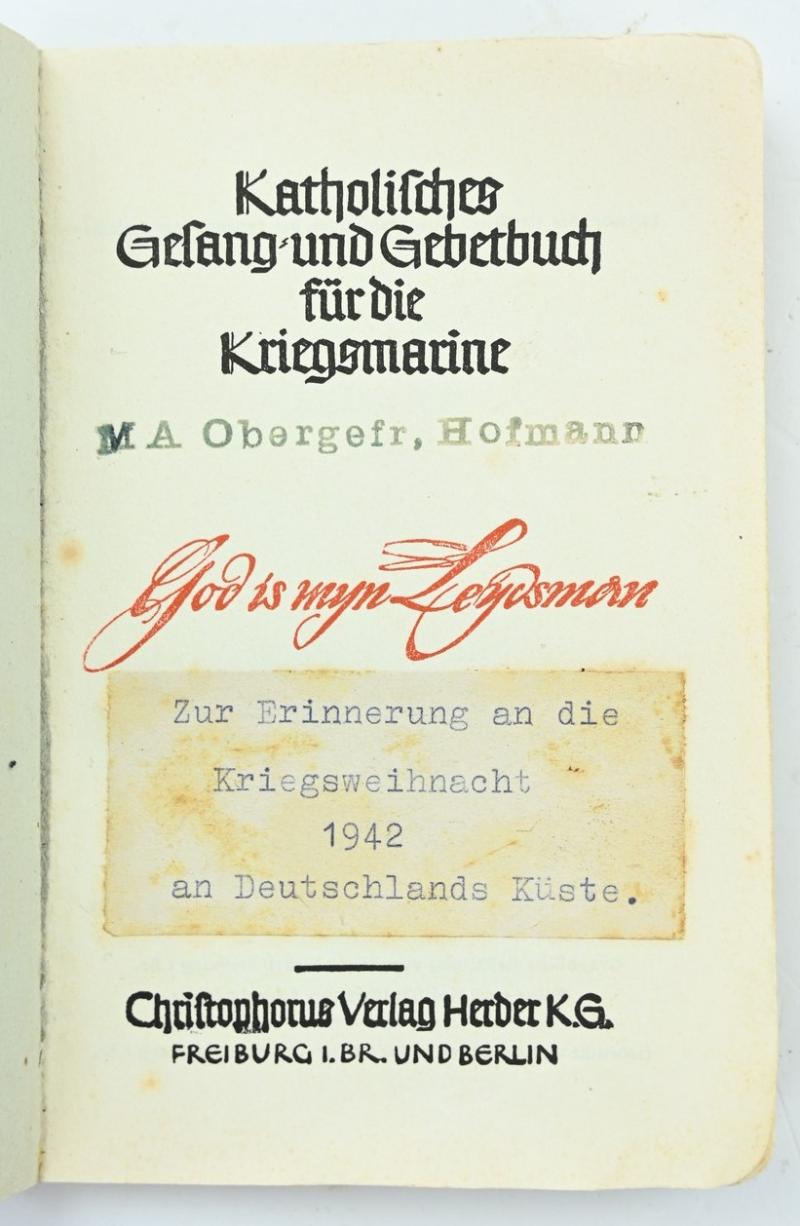 Katholiſches
Geſang-und Gebetbuch
für die
Kriegsmarine
MA Obergefr, Hofmann
God is myn Leydsman
Zur Erinnerung an die
Kriegsweihnacht
1942
an Deutschlands Küste.
Chriſtophorus Verlag Herder K.G.
FREIBURG I. BR. UND BERLIN